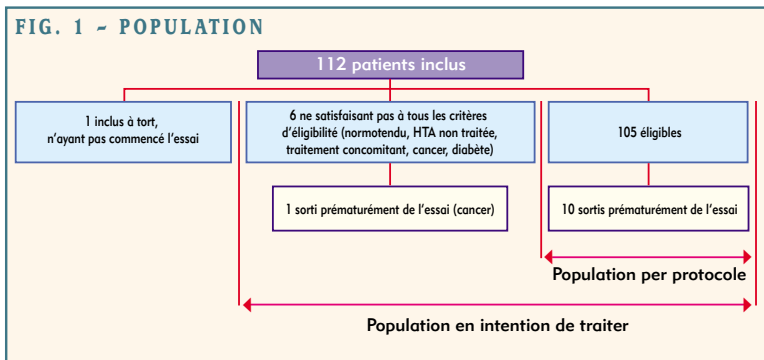 FIG. 1 ~ POPULATION
112 patients inclus
1 inclus à tort,
n'ayant pas commencé l'essai
6 ne satisfaisant pas à tous les critères
d'éligibilité (normotendu, HTA non traitée,
traitement concomitant, cancer, diabète)
105 éligibles
1 sorti prématurément de l'essai (cancer)
10 sortis prématurément de l'essai
Population per protocole
Population en intention de traiter